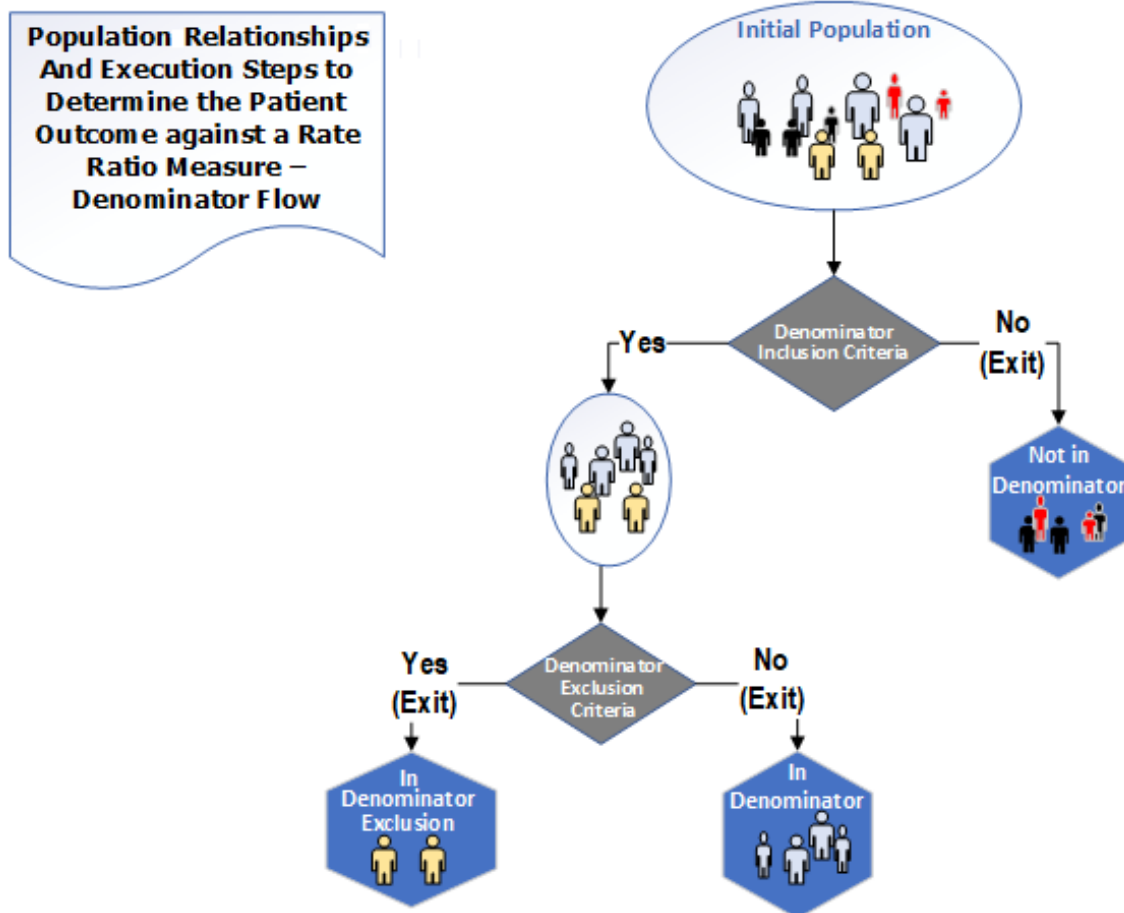 Population Relationships
And Execution Steps to
Determine the Patient
Outcome against a Rate
Ratio Measure –
Denominator Flow
Initial Population
Denominator
Inclusion Criteria
Yes
No
(Exit)
Not in
Denominator
Denominator
Exclusion
Criteria
Yes
(Exit)
No
(Exit)
In
Denominator
Exclusion
In
Denominator